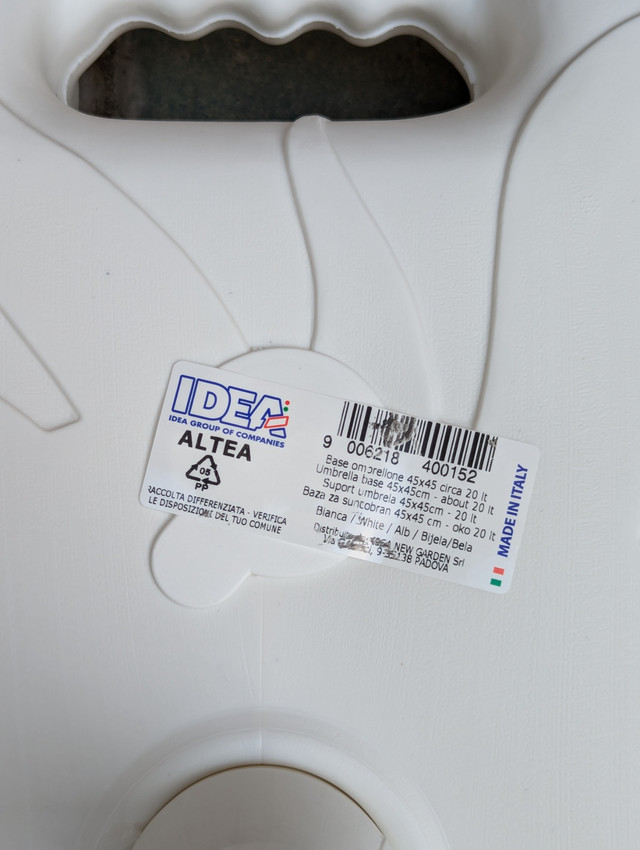 IDEA
IDEA GROUP OF COMPANIES
ALTEA
05
PP
RACCOLTA DIFFERENZIATA - VERIFICA
LE DISPOSIZIONI DEL TUO COMUNE
9 006218 400152
Base ombrellone 45x45 circa 20 lt
Umbrella base 45x45cm - about 20 lt
Suport umbrela 45x45cm - 20 lt
Baza za suncobran 45x45 cm - oko 20 lt
Bianca / White / Alb / Bijela/Bela
NEW GARDEN Srl
Via PADOVA
MADE IN ITALY